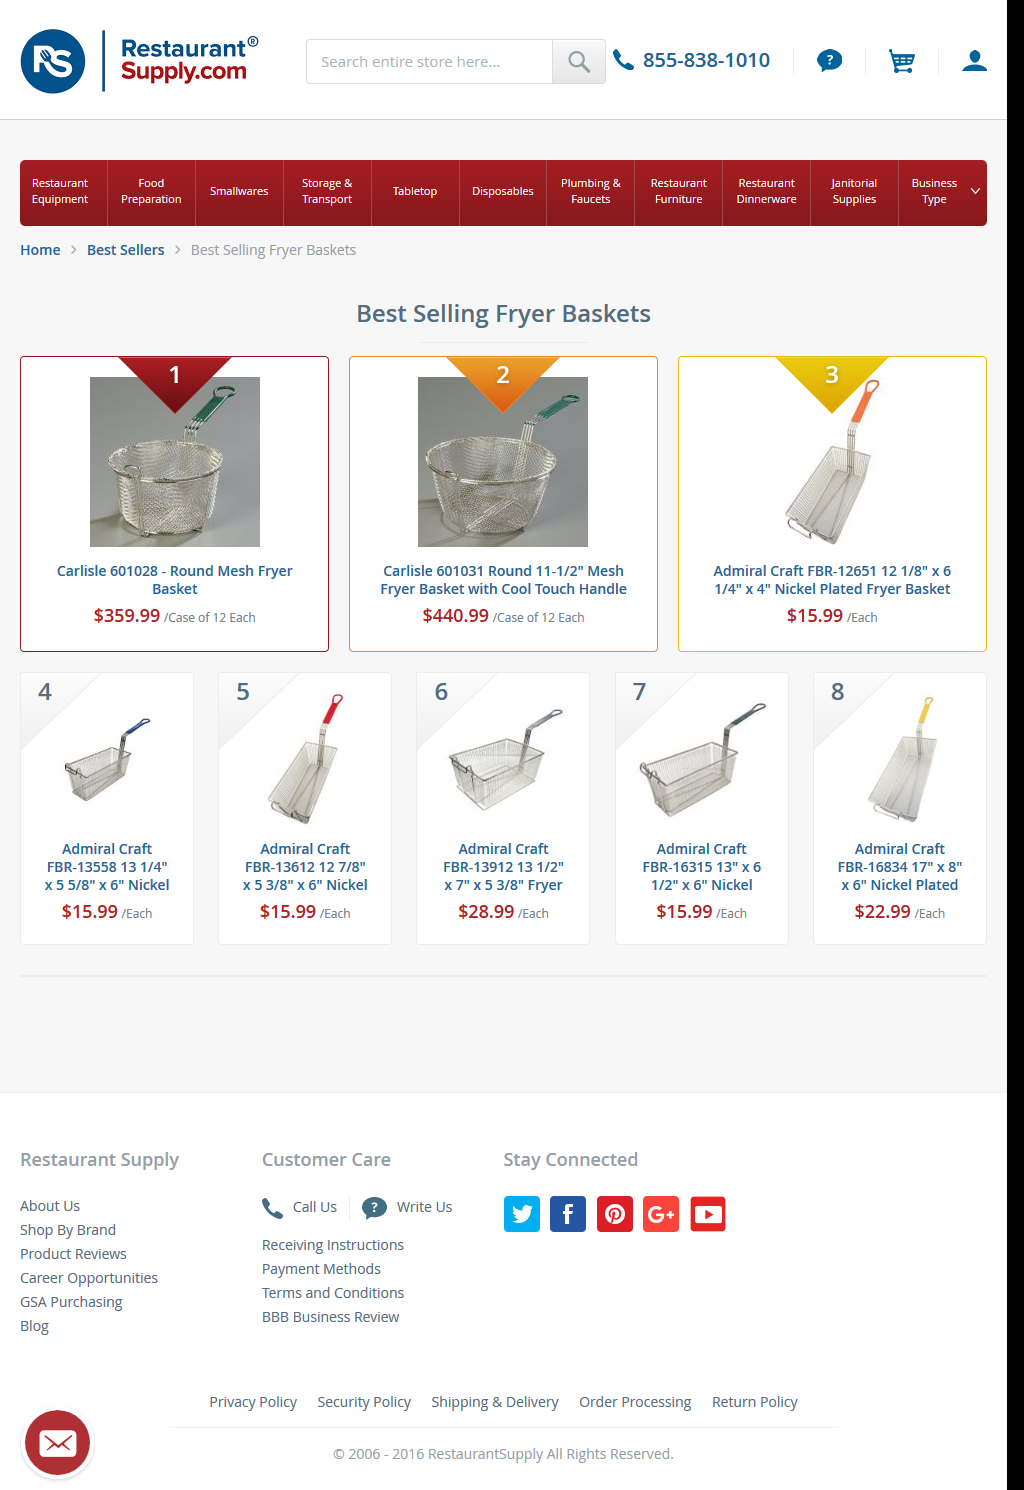 RS
Restaurant®
Supply.com
Search entire store here...
855-838-1010
?
Restaurant
Equipment
Food
Preparation
Smallwares
Storage &
Transport
Tabletop
Disposables
Plumbing &
Faucets
Restaurant
Furniture
Restaurant
Dinnerware
Janitorial
Supplies
Business
Type
Home > Best Sellers > Best Selling Fryer Baskets
Best Selling Fryer Baskets
1
Carlisle 601028 - Round Mesh Fryer
Basket
$359.99 /Case of 12 Each
2
Carlisle 601031 Round 11-1/2" Mesh
Fryer Basket with Cool Touch Handle
$440.99 /Case of 12 Each
3
Admiral Craft FBR-12651 12 1/8" x 6
1/4" x 4" Nickel Plated Fryer Basket
$15.99 /Each
4
Admiral Craft
FBR-13558 13 1/4"
x 5 5/8" x 6" Nickel
$15.99 /Each
5
Admiral Craft
FBR-13612 12 7/8"
x 5 3/8" x 6" Nickel
$15.99 /Each
6
Admiral Craft
FBR-13912 13 1/2"
x 7" x 5 3/8" Fryer
$28.99 /Each
7
Admiral Craft
FBR-16315 13" x 6
1/2" x 6" Nickel
$15.99 /Each
8
Admiral Craft
FBR-16834 17" x 8"
x 6" Nickel Plated
$22.99 /Each
Restaurant Supply
About Us
Shop By Brand
Product Reviews
Career Opportunities
GSA Purchasing
Blog
Customer Care
Call Us ? Write Us
Receiving Instructions
Payment Methods
Terms and Conditions
BBB Business Review
Stay Connected
f G+
Privacy Policy Security Policy Shipping & Delivery Order Processing Return Policy
© 2006 - 2016 RestaurantSupply All Rights Reserved.